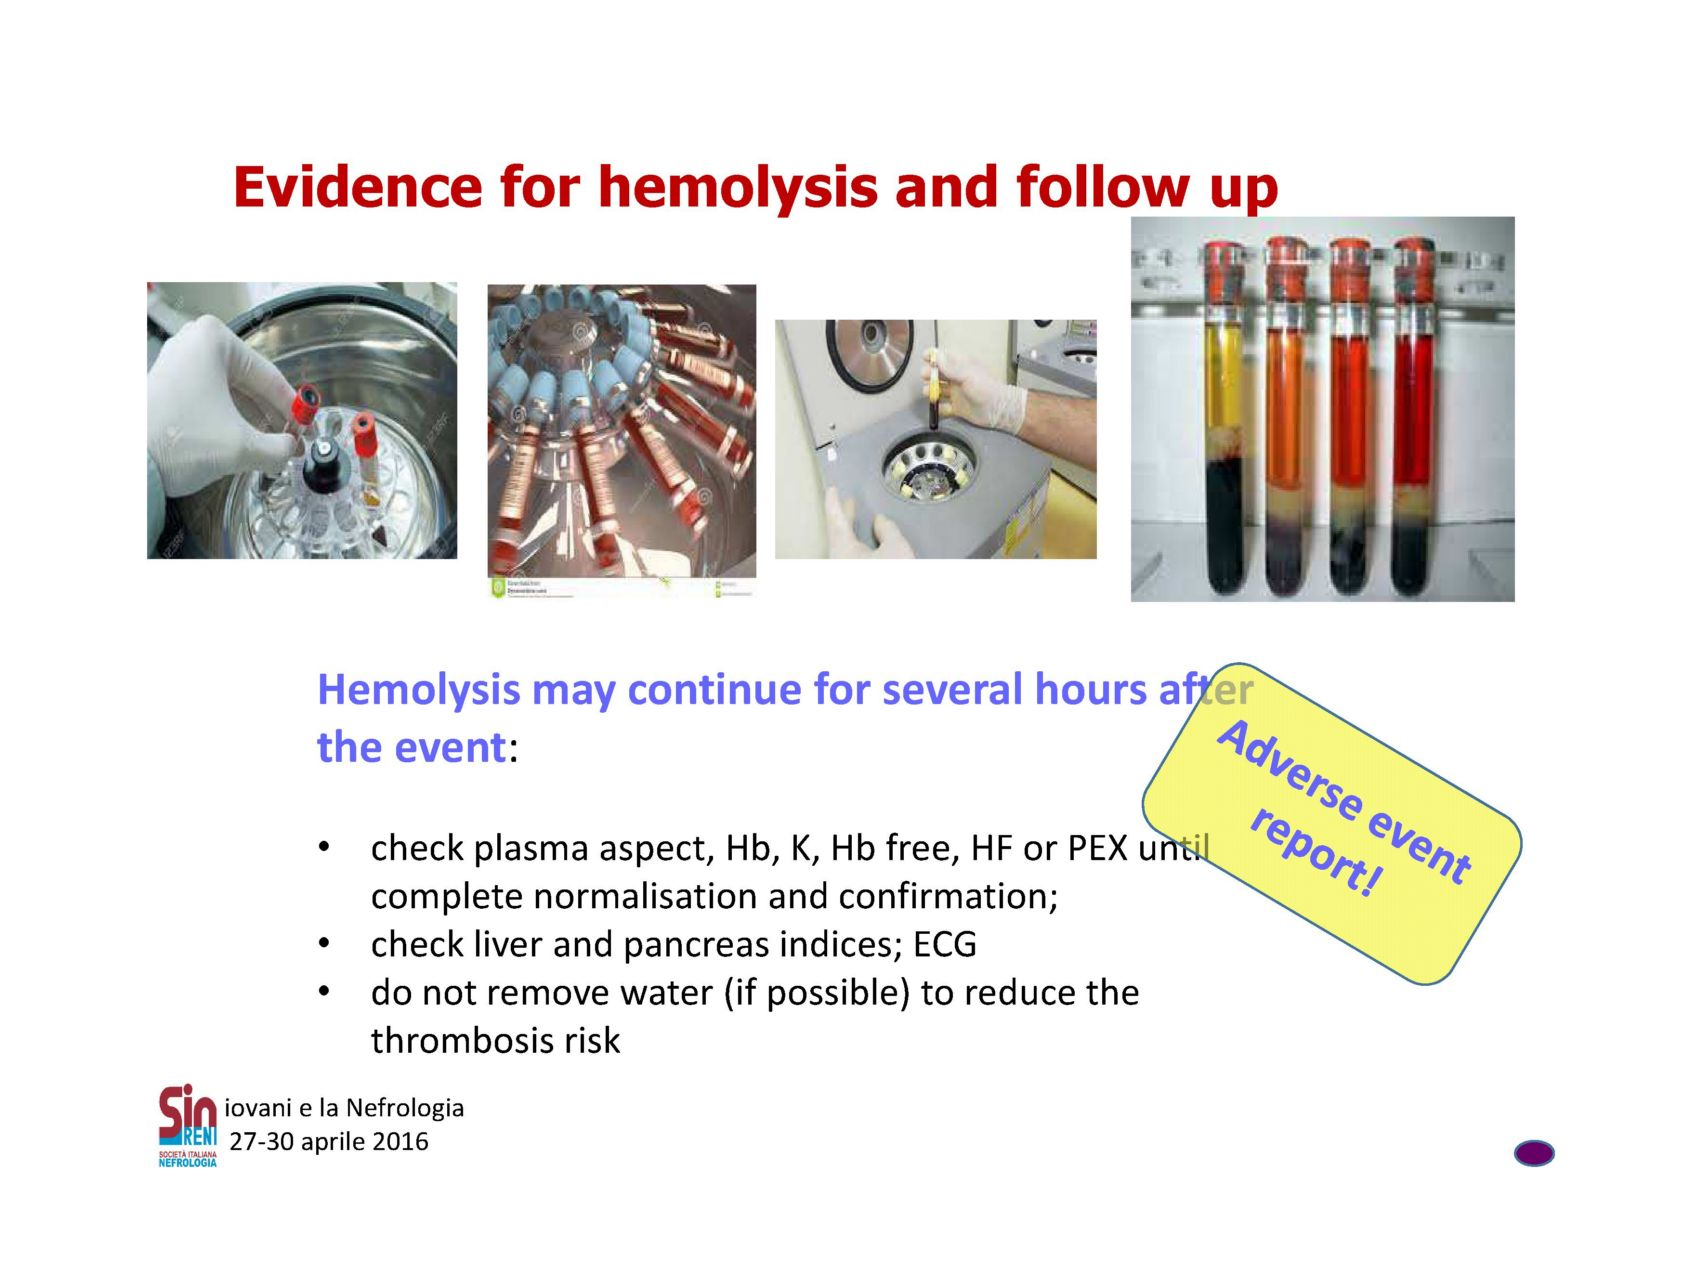 Evidence for hemolysis and follow up
Hemolysis may continue for several hours after
the event:
Adverse event
report!
• check plasma aspect, Hb, K, Hb free, HF or PEX until
complete normalisation and confirmation;
• check liver and pancreas indices; ECG
• do not remove water (if possible) to reduce the
thrombosis risk
Sin
RENI
SOCIETÀ ITALIANA
NEFROLOGIA
iovani e la Nefrologia
27-30 aprile 2016